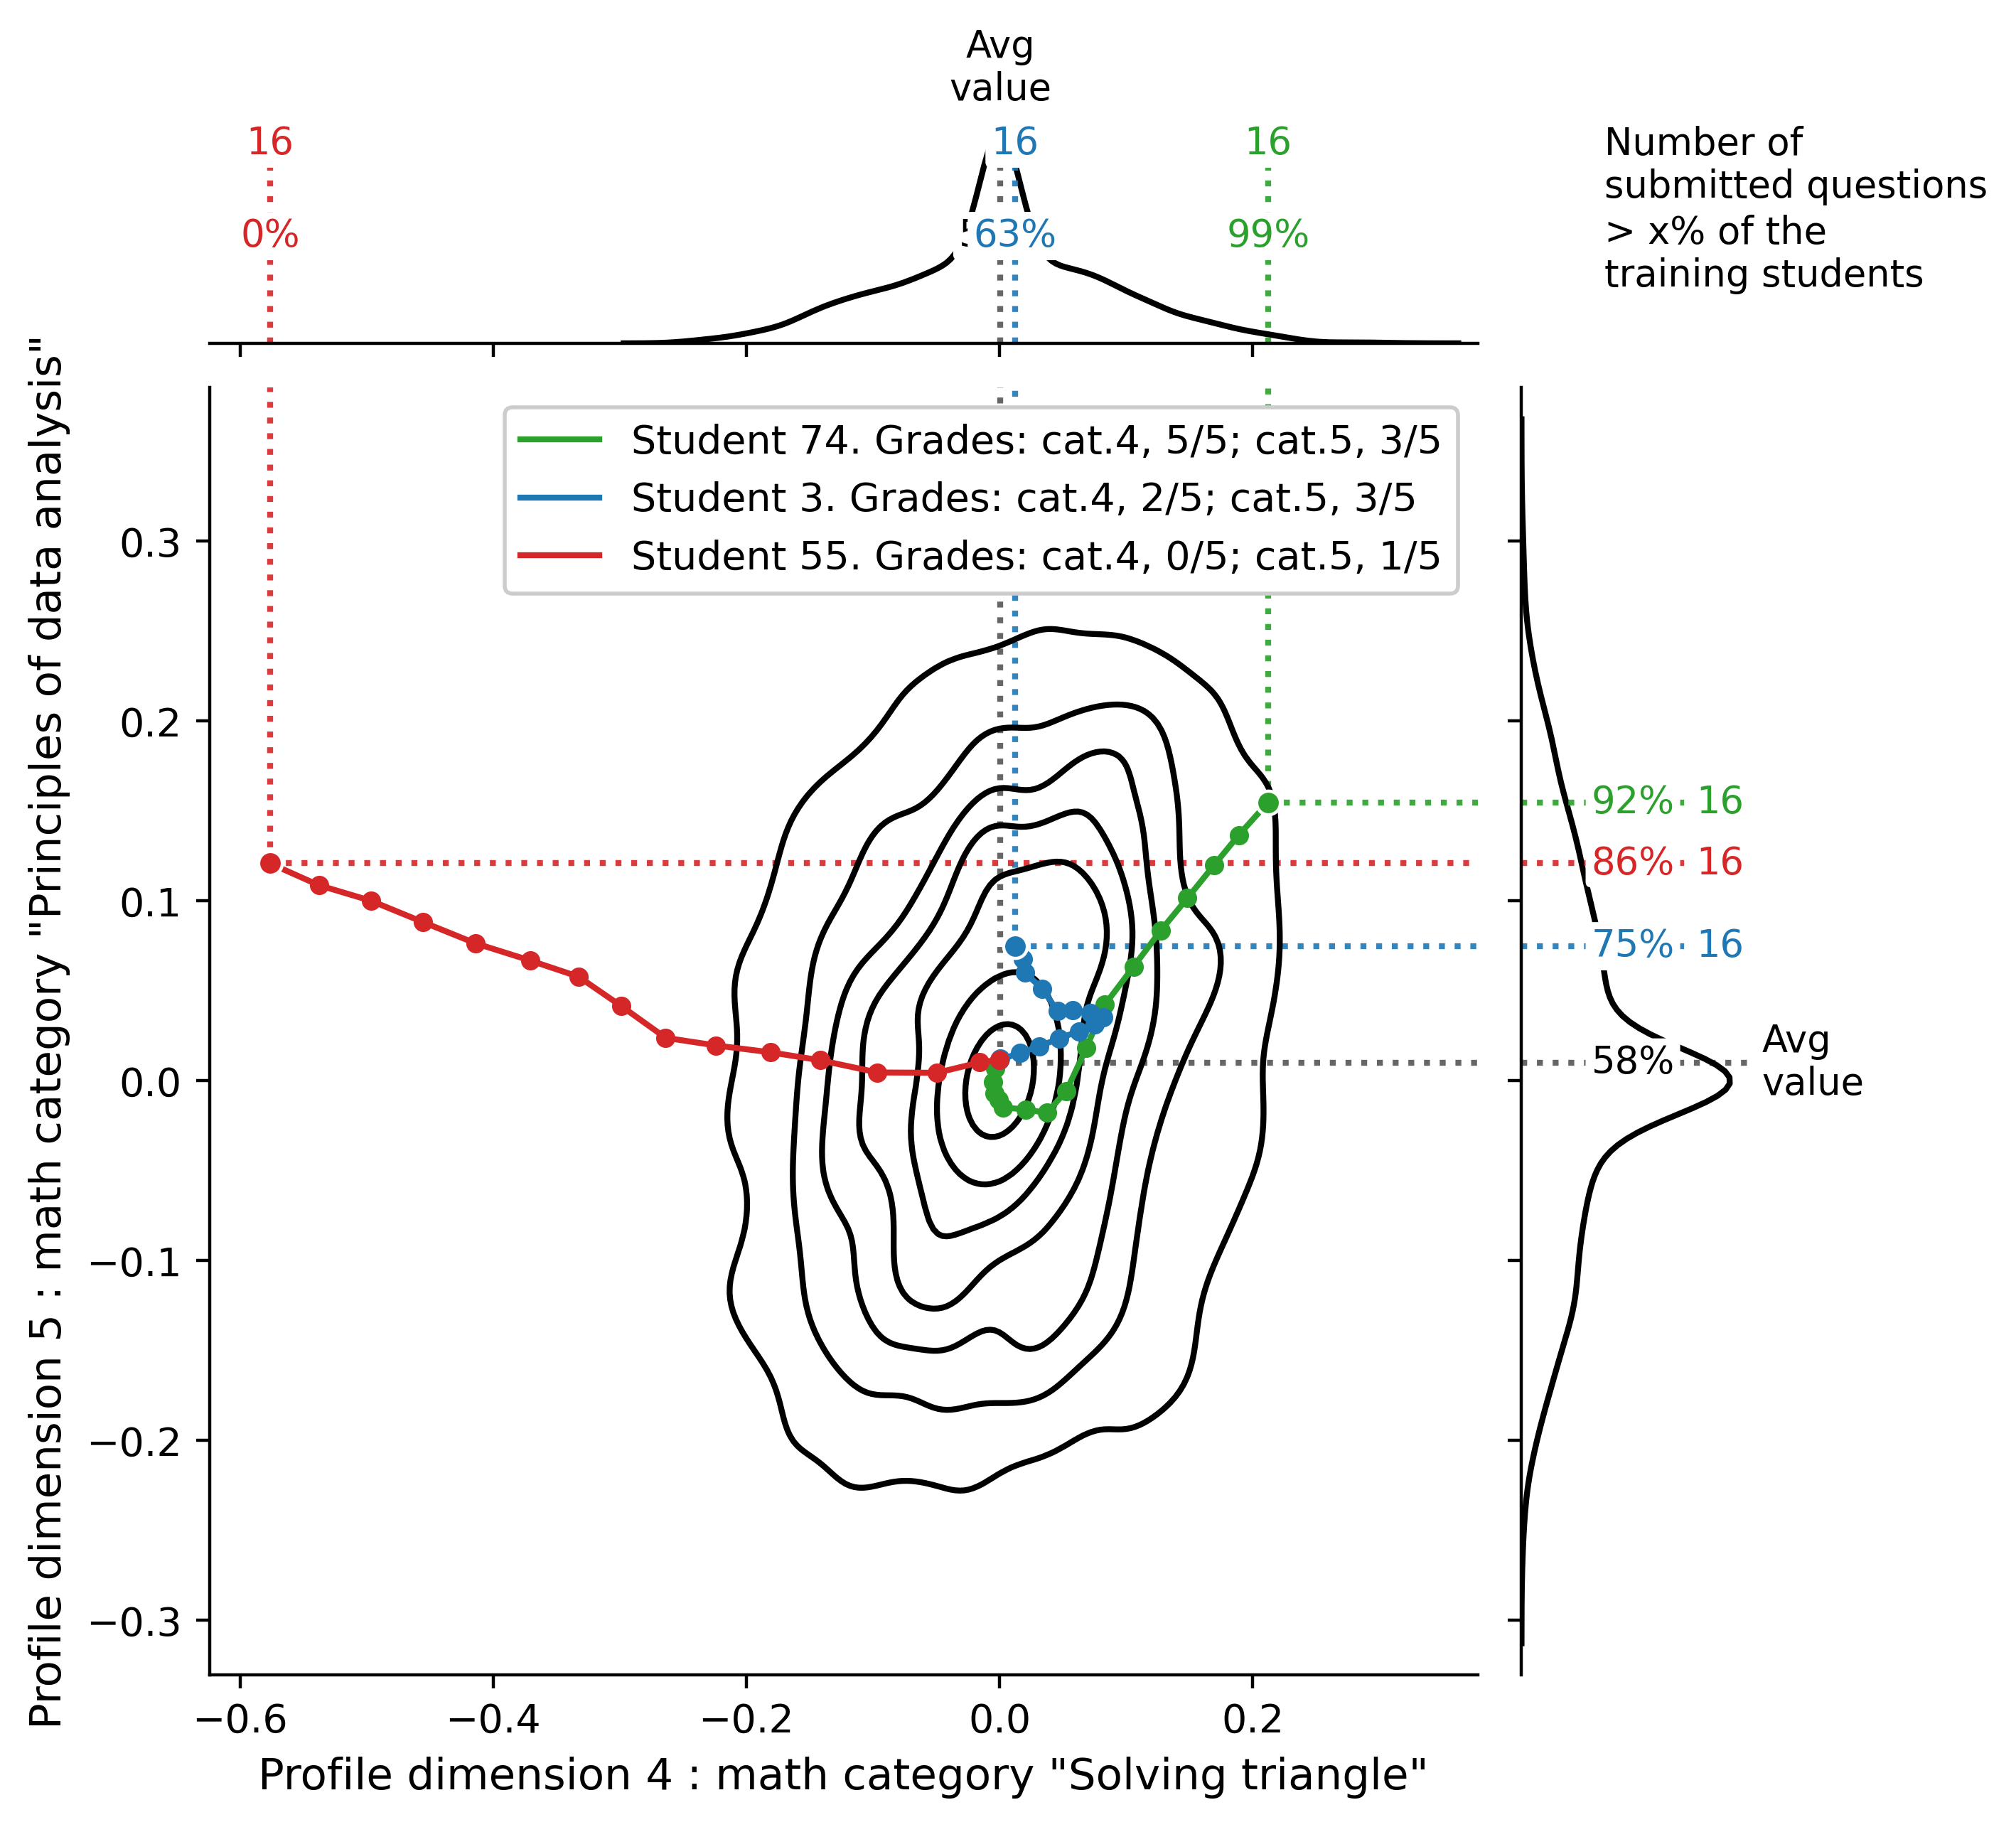 Avg
value
16
16
16
0%
63%
99%
Number of
submitted questions
> x% of the
training students
Student 74. Grades: cat.4, 5/5; cat.5, 3/5
Student 3. Grades: cat.4, 2/5; cat.5, 3/5
Student 55. Grades: cat.4, 0/5; cat.5, 1/5
Profile dimension 5 : math category "Principles of data analysis"
0.3
0.2
0.1
0.0
−0.1
−0.2
−0.3
92% 16
86% 16
75% 16
58%
Avg
value
−0.6
−0.4
−0.2
0.0
0.2
Profile dimension 4 : math category "Solving triangle"